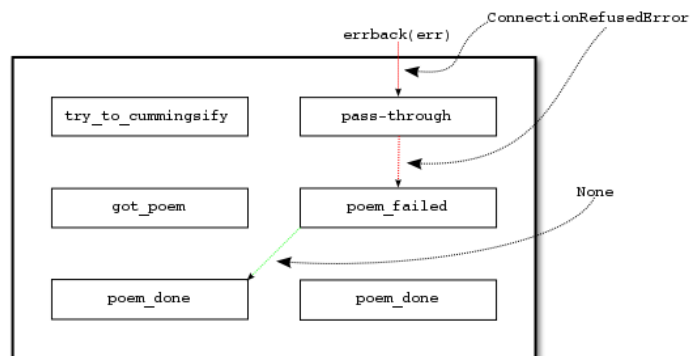 ConnectionRefusedError
errback(err)
try_to_cummingsify
pass-through
got_poem
poem_failed
None
poem_done
poem_done